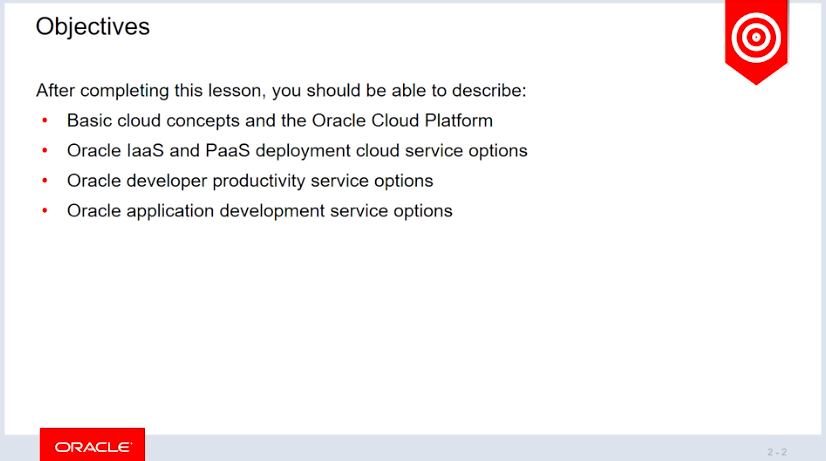 Objectives
After completing this lesson, you should be able to describe:
• Basic cloud concepts and the Oracle Cloud Platform
• Oracle IaaS and PaaS deployment cloud service options
• Oracle developer productivity service options
• Oracle application development service options
ORACLE
2 - 2